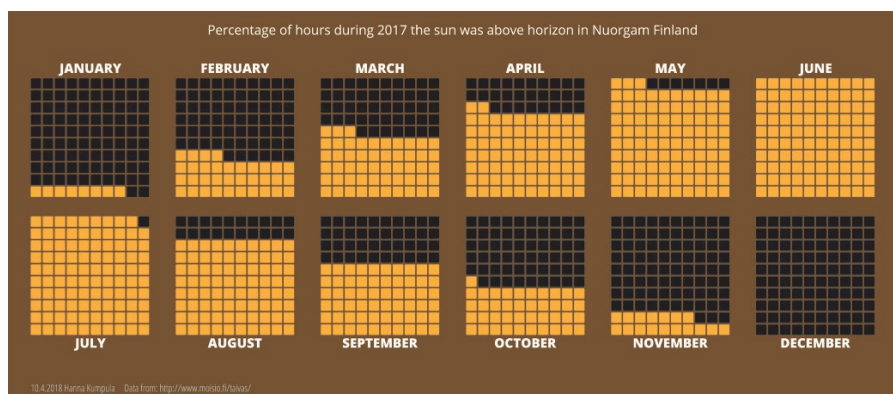 Percentage of hours during 2017 the sun was above horizon in Nuorgam Finland
JANUARY FEBRUARY MARCH APRIL MAY JUNE
JULY AUGUST SEPTEMBER OCTOBER NOVEMBER DECEMBER
10.4.2018 Hanna Kumpula Data from: http://www.moisio.fi/taivas/